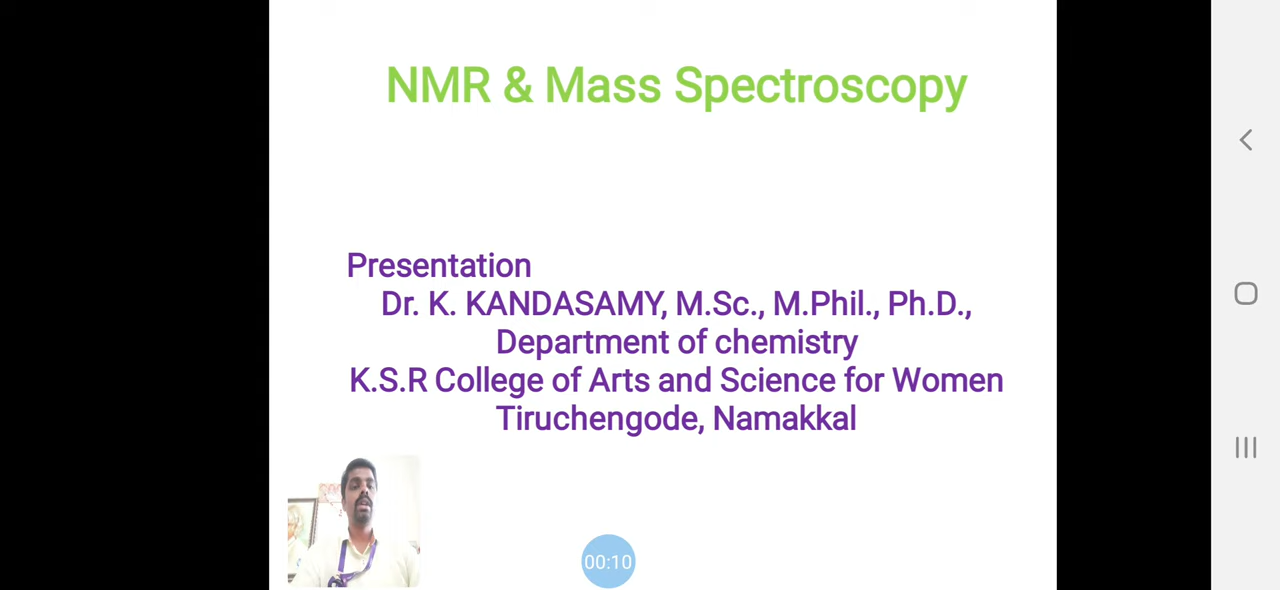 NMR & Mass Spectroscopy
Presentation
Dr. K. KANDASAMY, M.Sc., M.Phil., Ph.D.,
Department of chemistry
K.S.R College of Arts and Science for Women
Tiruchengode, Namakkal
00:10